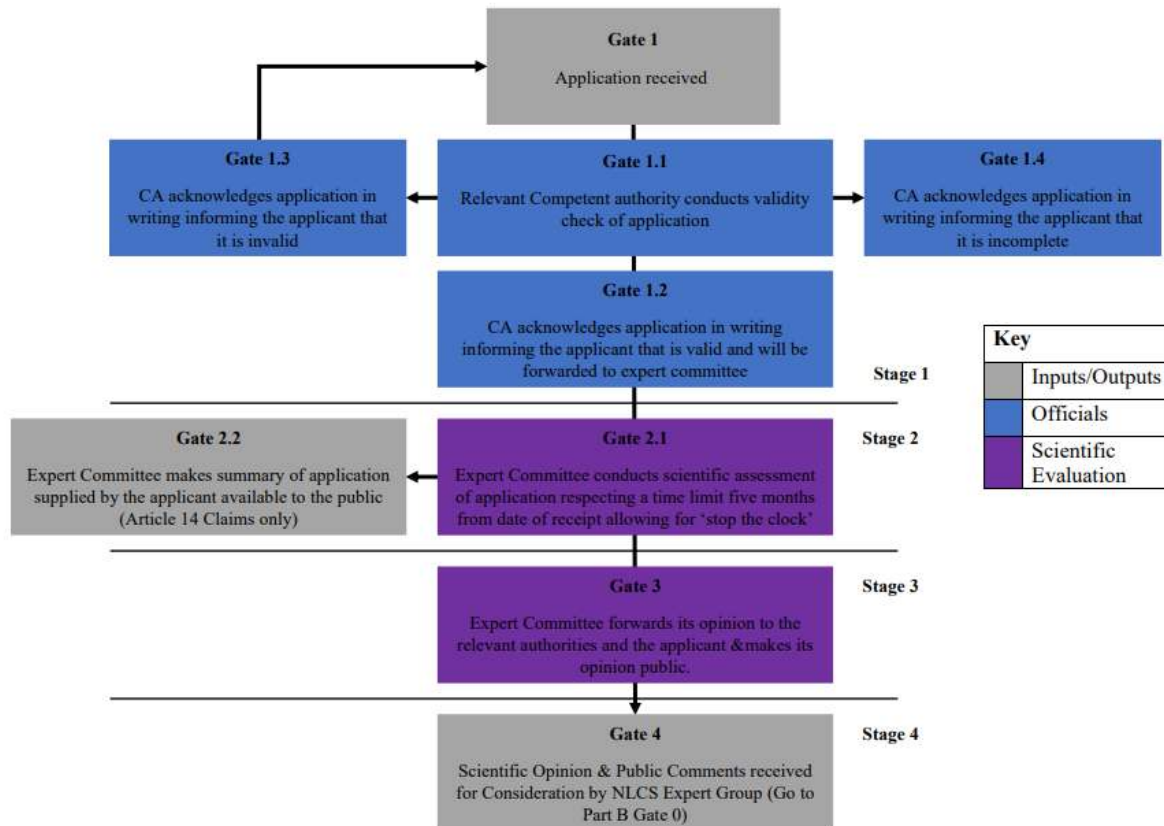 Gate 1
Application received
Gate 1.3
CA acknowledges application in
writing informing the applicant that
it is invalid
Gate 1.1
Relevant Competent authority conducts validity
check of application
Gate 1.4
CA acknowledges application in
writing informing the applicant that
it is incomplete
Gate 1.2
CA acknowledges application in writing
informing the applicant that is valid and will be
forwarded to expert committee
Stage 1
Key
Inputs/Outputs
Officials
Scientific
Evaluation
Gate 2.2
Expert Committee makes summary of application
supplied by the applicant available to the public
(Article 14 Claims only)
Gate 2.1
Expert Committee conducts scientific assessment
of application respecting a time limit five months
from date of receipt allowing for ‘stop the clock’
Stage 2
Gate 3
Expert Committee forwards its opinion to the
relevant authorities and the applicant &makes its
opinion public.
Stage 3
Gate 4
Scientific Opinion & Public Comments received
for Consideration by NLCS Expert Group (Go to
Part B Gate 0)
Stage 4